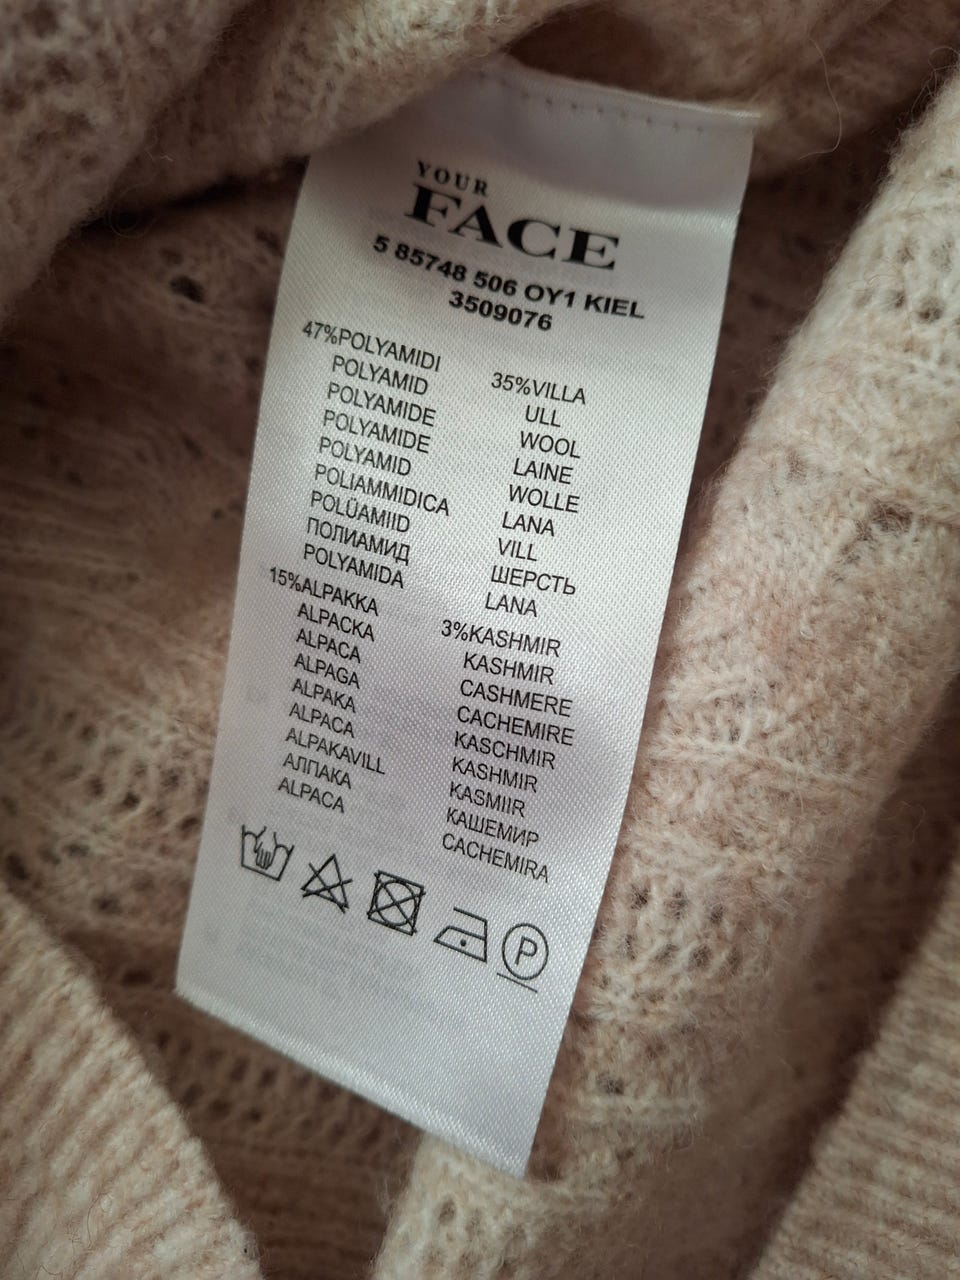 YOUR
FACE
5 85748 506 OY1 KIEL
3509076
47%POLYAMIDI
POLYAMID
POLYAMIDE
POLYAMIDE
POLYAMID
POLIAMMIDICA
POLÜAMIID
ПОЛИАМИД
POLYAMIDA
35%VILLA
ULL
WOOL
LAINE
WOLLE
LANA
VILL
ШЕРСТЬ
LANA
15%ALPAKKA
ALPACKA
ALPACA
ALPAGA
ALPAKA
ALPACA
ALPAKAVILL
АЛПАКА
ALPACA
3%KASHMIR
KASHMIR
CASHMERE
CACHEMIRE
KASCHMIR
KASHMIR
KASMIIR
КАШЕМИР
CACHEMIRA
P